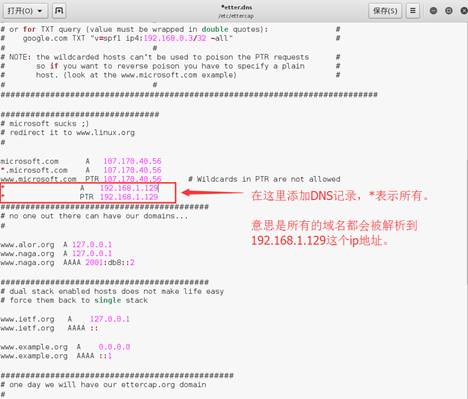 打开(O) *etter.dns /etc/ettercap 保存(S)
# or for TXT query (value must be wrapped in double quotes): #
# google.com TXT "v=spf1 ip4:192.168.0.3/32 ~all" #
# #
# NOTE: the wildcarded hosts can't be used to poison the PTR requests #
# so if you want to reverse poison you have to specify a plain #
# host. (look at the www.microsoft.com example) #
# #
############################################################################
################################
# microsoft sucks ;)
# redirect it to www.linux.org
#
microsoft.com A 107.170.40.56
*.microsoft.com A 107.170.40.56
www.microsoft.com PTR 107.170.40.56 # Wildcards in PTR are not allowed
* A 192.168.1.129
* PTR 192.168.1.129
在这里添加DNS记录，*表示所有。
意思是所有的域名都会被解析到
192.168.1.129这个ip地址。
##########################################
# no one out there can have our domains...
#
www.alor.org A 127.0.0.1
www.naga.org A 127.0.0.1
www.naga.org AAAA 2001:db8::2
##########################################
# dual stack enabled hosts does not make life easy
# force them back to single stack
www.ietf.org A 127.0.0.1
www.ietf.org AAAA ::
www.example.org A 0.0.0.0
www.example.org AAAA ::1
###############################################
# one day we will have our ettercap.org domain
#